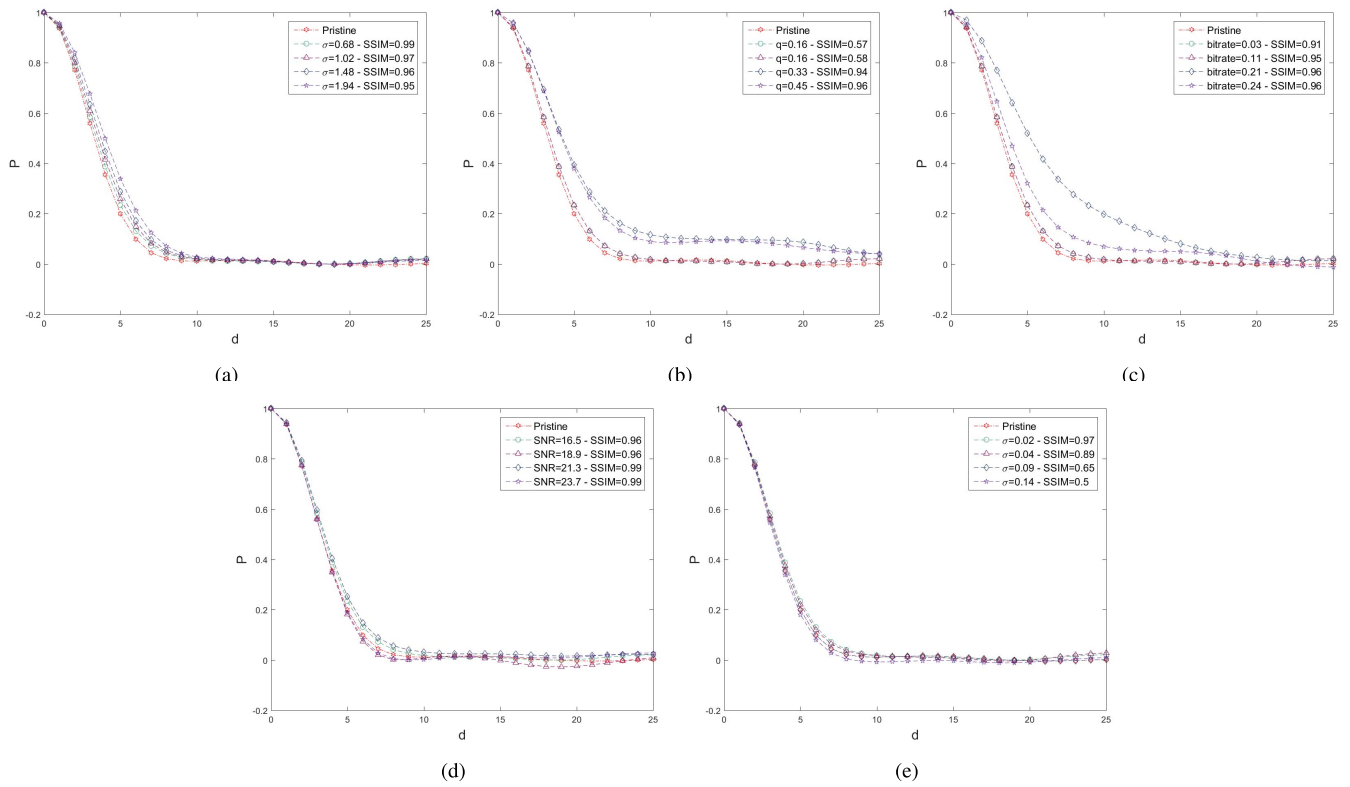 Pristine
σ=0.68 - SSIM=0.99
σ=1.02 - SSIM=0.97
σ=1.48 - SSIM=0.96
σ=1.94 - SSIM=0.95
1
0.8
0.6
0.4
0.2
0
-0.2
P
0 5 10 15 20 25
d
(a)
Pristine
q=0.16 - SSIM=0.57
q=0.16 - SSIM=0.58
q=0.33 - SSIM=0.94
q=0.45 - SSIM=0.96
1
0.8
0.6
0.4
0.2
0
-0.2
P
0 5 10 15 20 25
d
(b)
Pristine
bitrate=0.03 - SSIM=0.91
bitrate=0.11 - SSIM=0.95
bitrate=0.21 - SSIM=0.96
bitrate=0.24 - SSIM=0.96
1
0.8
0.6
0.4
0.2
0
-0.2
P
0 5 10 15 20 25
d
(c)
Pristine
SNR=16.5 - SSIM=0.96
SNR=18.9 - SSIM=0.96
SNR=21.3 - SSIM=0.99
SNR=23.7 - SSIM=0.99
1
0.8
0.6
0.4
0.2
0
-0.2
P
0 5 10 15 20 25
d
(d)
Pristine
σ=0.02 - SSIM=0.97
σ=0.04 - SSIM=0.89
σ=0.09 - SSIM=0.65
σ=0.14 - SSIM=0.5
1
0.8
0.6
0.4
0.2
0
-0.2
P
0 5 10 15 20 25
d
(e)